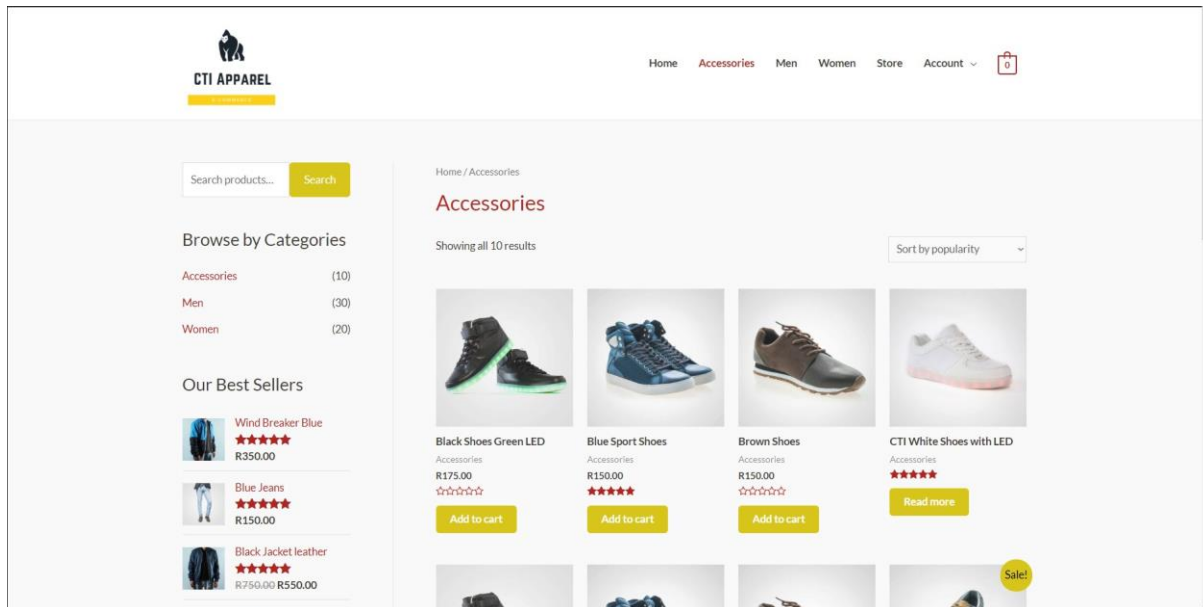 CTI APPAREL
Home Accessories Men Women Store Account 0
Search products... Search
Browse by Categories
Accessories (10)
Men (30)
Women (20)
Our Best Sellers
Wind Breaker Blue
R350.00
Blue Jeans
R150.00
Black Jacket leather
R750.00 R550.00
Home / Accessories
Accessories
Showing all 10 results
Sort by popularity
Black Shoes Green LED
Accessories
R175.00
Add to cart
Blue Sport Shoes
Accessories
R150.00
Add to cart
Brown Shoes
Accessories
R150.00
Add to cart
CTI White Shoes with LED
Accessories
Read more
Sale!